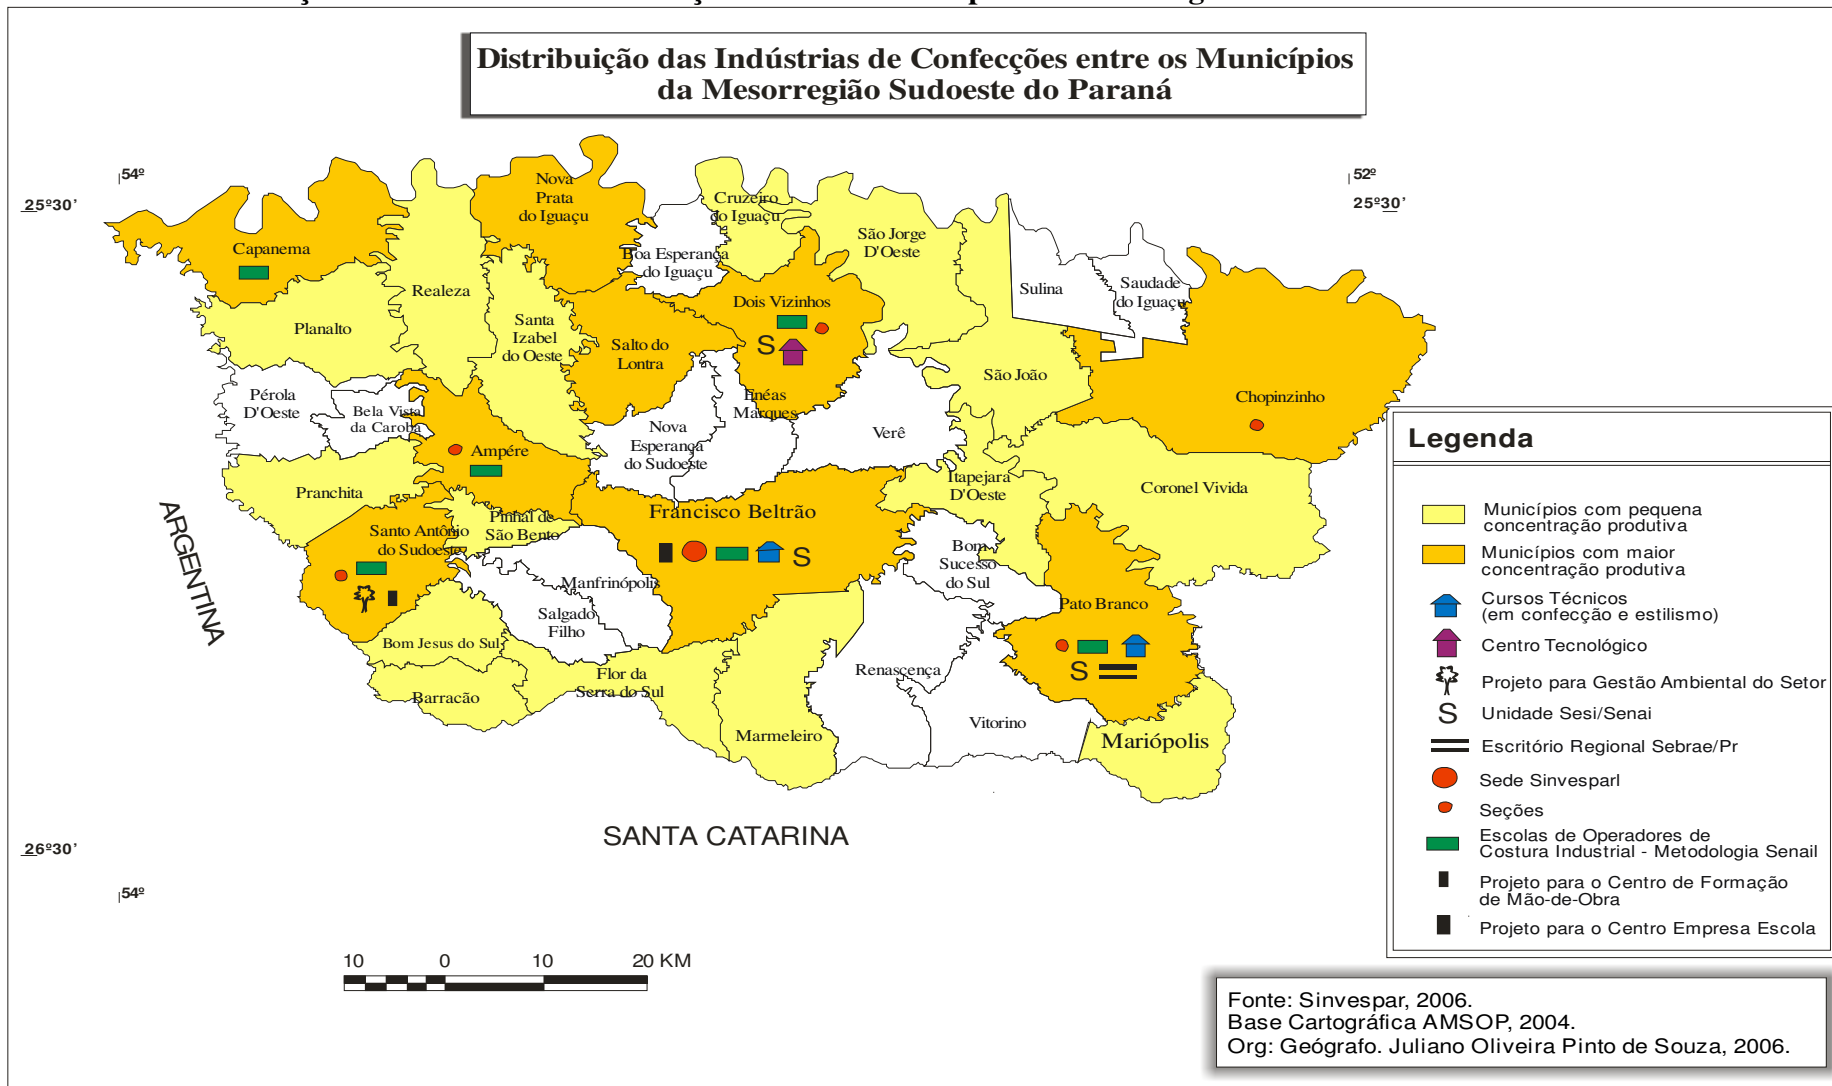 Distribuição das Indústrias de Confecções entre os Municípios
da Mesorregião Sudoeste do Paraná
54º
25º30'
52º
25º30'
Capanema
Planalto
Realeza
Nova
Prata
do Iguaçu
Santa
Izabel
do Oeste
Boa Esperança
do Iguaçu
Cruzeiro
do Iguaçu
São Jorge
D'Oeste
Sulina
Saudade
do Iguaçu
Salto do
Lontra
Dois Vizinhos
S
São João
Chopinzinho
Pérola
D'Oeste
Bela Vista
da Caroba
Ampére
Nova
Esperança
do Sudoeste
Enéas
Marques
Verê
Pranchita
Santo Antônio
do Sudoeste
Pinhal de
São Bento
Francisco Beltrão
S
Itapejara
D'Oeste
Coronel Vivida
Manfrinópolis
Salgado
Filho
Bom
Sucesso
do Sul
Pato Branco
S
Bom Jesus do Sul
Barracão
Flor da
Serra do Sul
Marmeleiro
Renascença
Vitorino
Mariópolis
ARGENTINA
SANTA CATARINA
26º30'
54º
10 0 10 20 KM
Legenda
Municípios com pequena
concentração produtiva
Municípios com maior
concentração produtiva
Cursos Técnicos
(em confecção e estilismo)
Centro Tecnológico
Projeto para Gestão Ambiental do Setor
S Unidade Sesi/Senai
Escritório Regional Sebrae/Pr
Sede Sinvesparl
Seções
Escolas de Operadores de
Costura Industrial - Metodologia Senail
Projeto para o Centro de Formação
de Mão-de-Obra
Projeto para o Centro Empresa Escola
Fonte: Sinvespar, 2006.
Base Cartográfica AMSOP, 2004.
Org: Geógrafo. Juliano Oliveira Pinto de Souza, 2006.